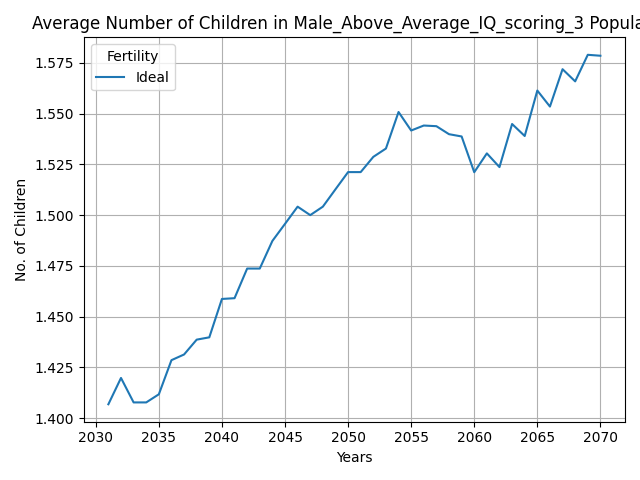 Average Number of Children in Male_Above_Average_IQ_scoring_3 Popula
Fertility
Ideal
No. of Children
1.575
1.550
1.525
1.500
1.475
1.450
1.425
1.400
2030 2035 2040 2045 2050 2055 2060 2065 2070
Years